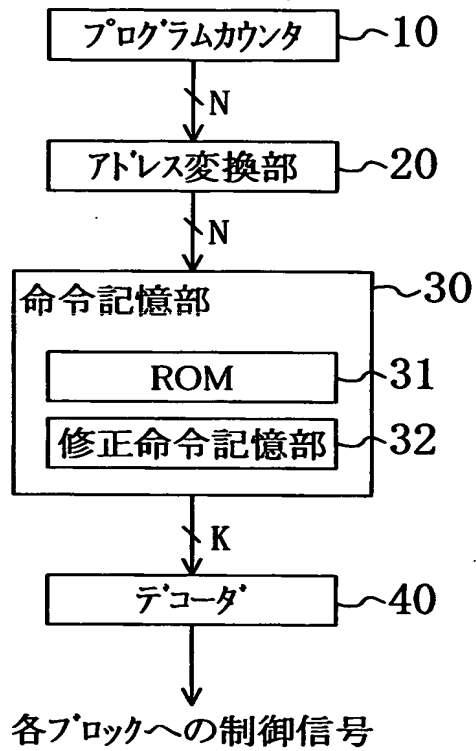 プログラムカウンタ 10
N
アドレス変換部 20
N
命令記憶部 30
ROM 31
修正命令記憶部 32
K
デコーダ 40
各ブロックへの制御信号